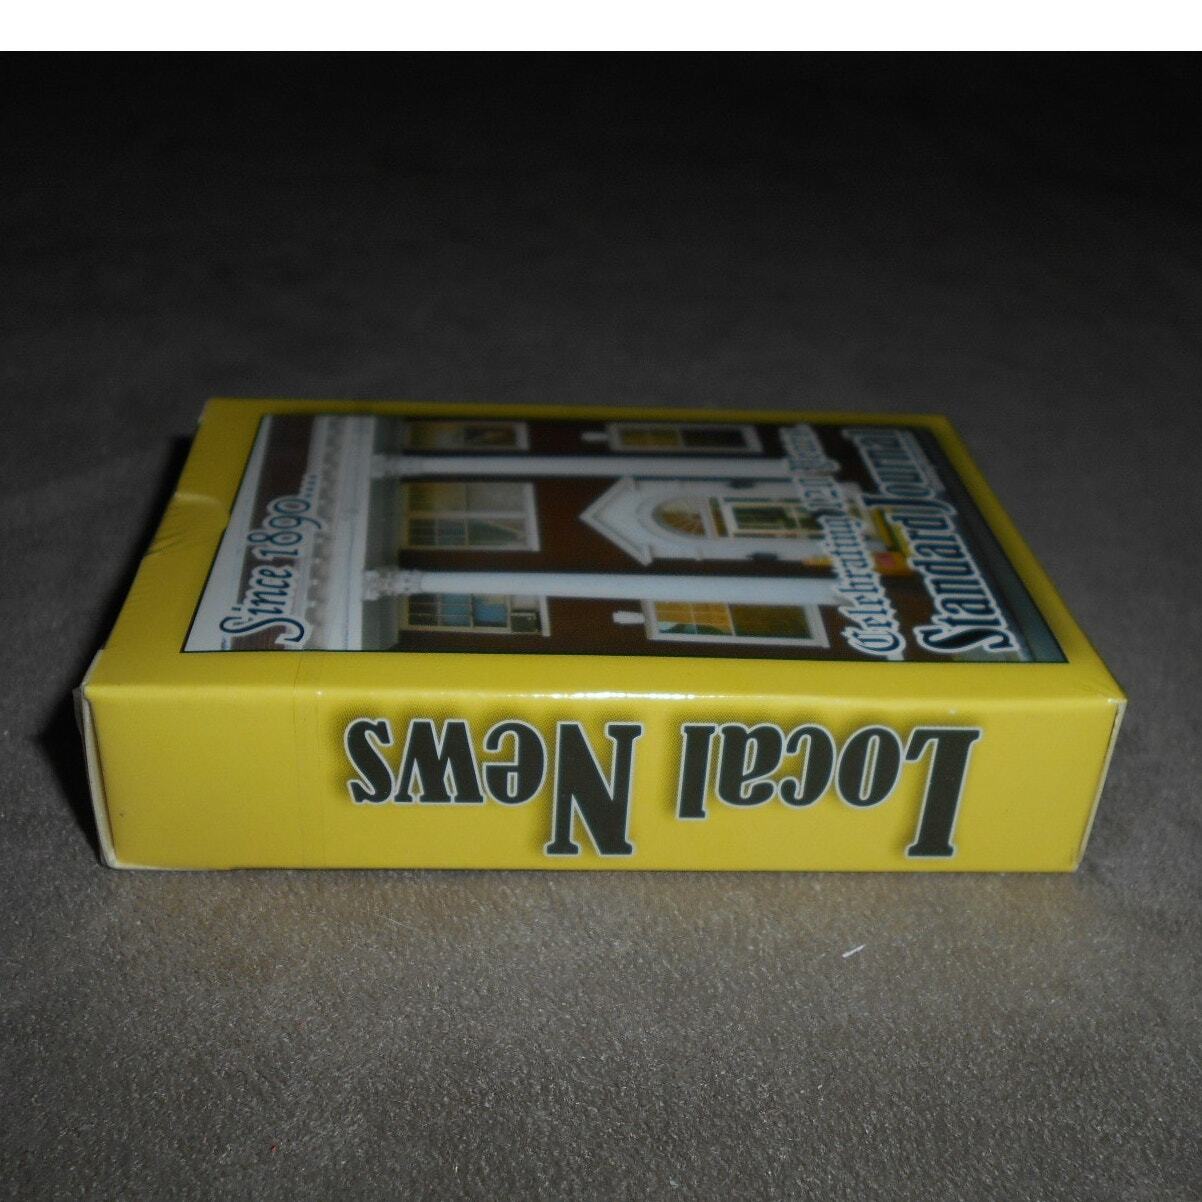 Since 1890....
Celebrating
Standard Journal
Local News